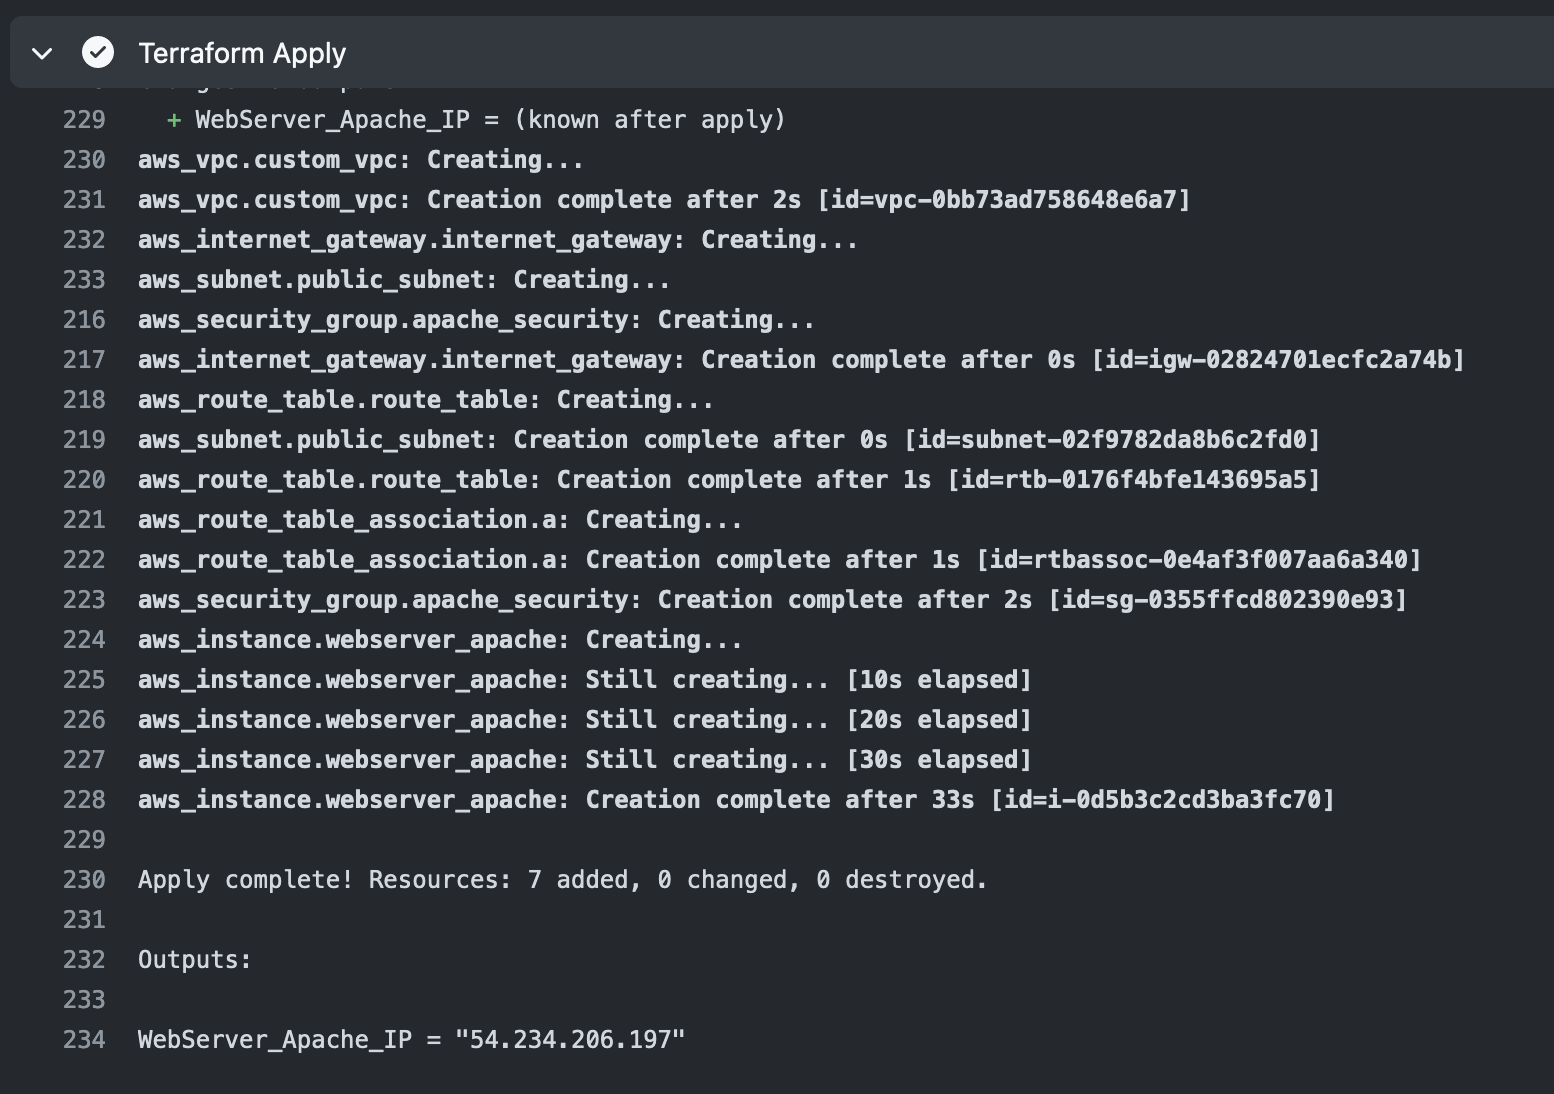 Terraform Apply
229 + WebServer_Apache_IP = (known after apply)
230 aws_vpc.custom_vpc: Creating...
231 aws_vpc.custom_vpc: Creation complete after 2s [id=vpc-0bb73ad758648e6a7]
232 aws_internet_gateway.internet_gateway: Creating...
233 aws_subnet.public_subnet: Creating...
216 aws_security_group.apache_security: Creating...
217 aws_internet_gateway.internet_gateway: Creation complete after 0s [id=igw-02824701ecfc2a74b]
218 aws_route_table.route_table: Creating...
219 aws_subnet.public_subnet: Creation complete after 0s [id=subnet-02f9782da8b6c2fd0]
220 aws_route_table.route_table: Creation complete after 1s [id=rtb-0176f4bfe143695a5]
221 aws_route_table_association.a: Creating...
222 aws_route_table_association.a: Creation complete after 1s [id=rtbassoc-0e4af3f007aa6a340]
223 aws_security_group.apache_security: Creation complete after 2s [id=sg-0355ffcd802390e93]
224 aws_instance.webserver_apache: Creating...
225 aws_instance.webserver_apache: Still creating... [10s elapsed]
226 aws_instance.webserver_apache: Still creating... [20s elapsed]
227 aws_instance.webserver_apache: Still creating... [30s elapsed]
228 aws_instance.webserver_apache: Creation complete after 33s [id=i-0d5b3c2cd3ba3fc70]
229
230 Apply complete! Resources: 7 added, 0 changed, 0 destroyed.
231
232 Outputs:
233
234 WebServer_Apache_IP = "54.234.206.197"